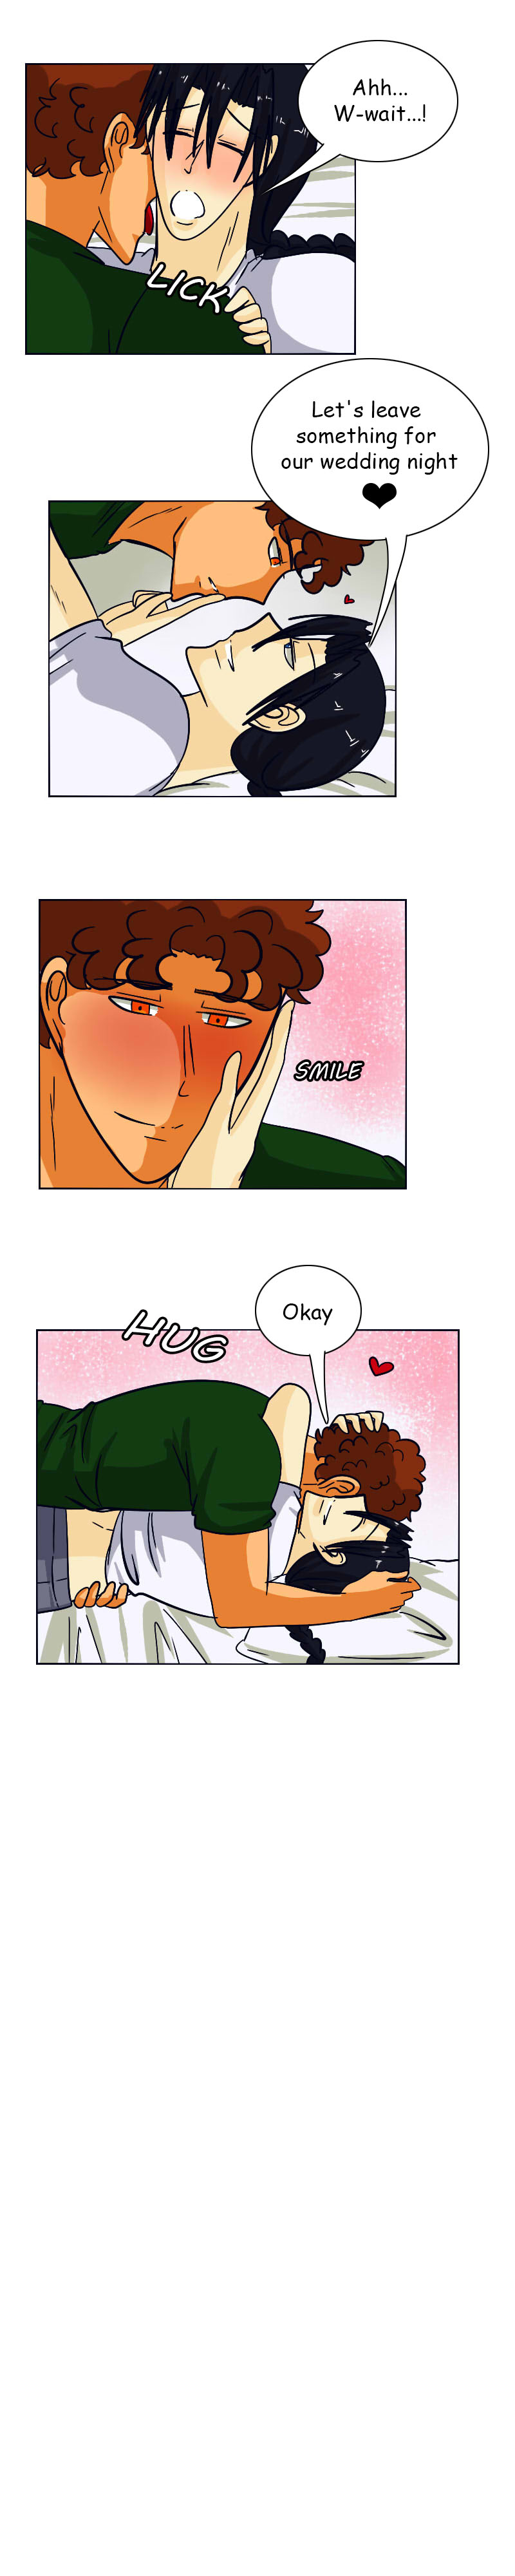 Ahh...
W-wait...!
LICK
Let's leave
something for
our wedding night
SMILE
HUG
Okay